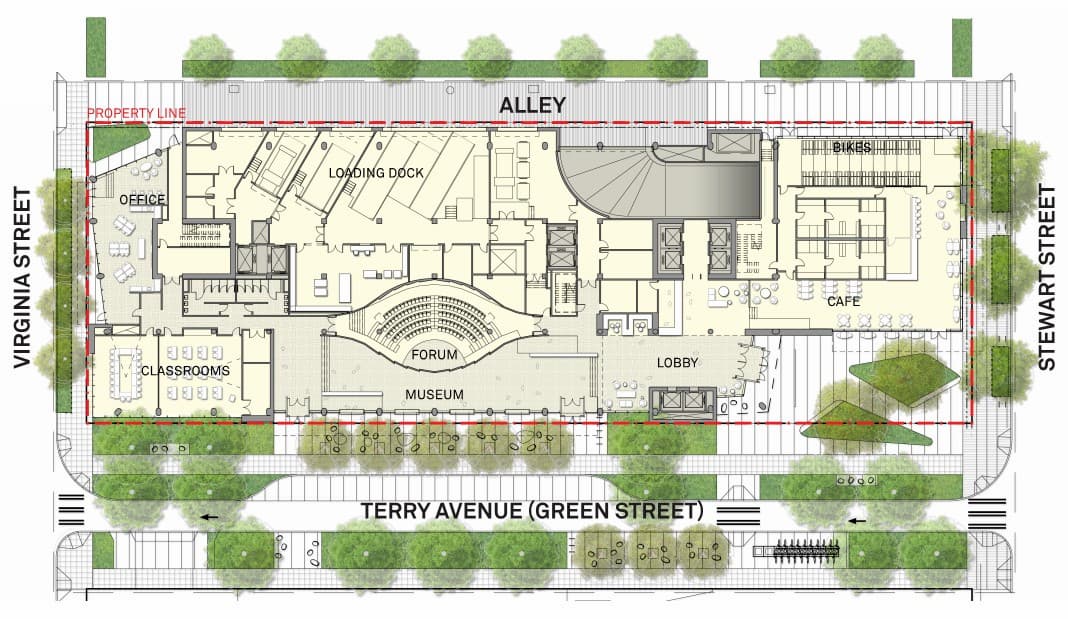 ALLEY
PROPERTY LINE
BIKES
LOADING DOCK
OFFICE
VIRGINIA STREET
STEWART STREET
CAFE
FORUM
LOBBY
CLASSROOMS
MUSEUM
TERRY AVENUE (GREEN STREET)